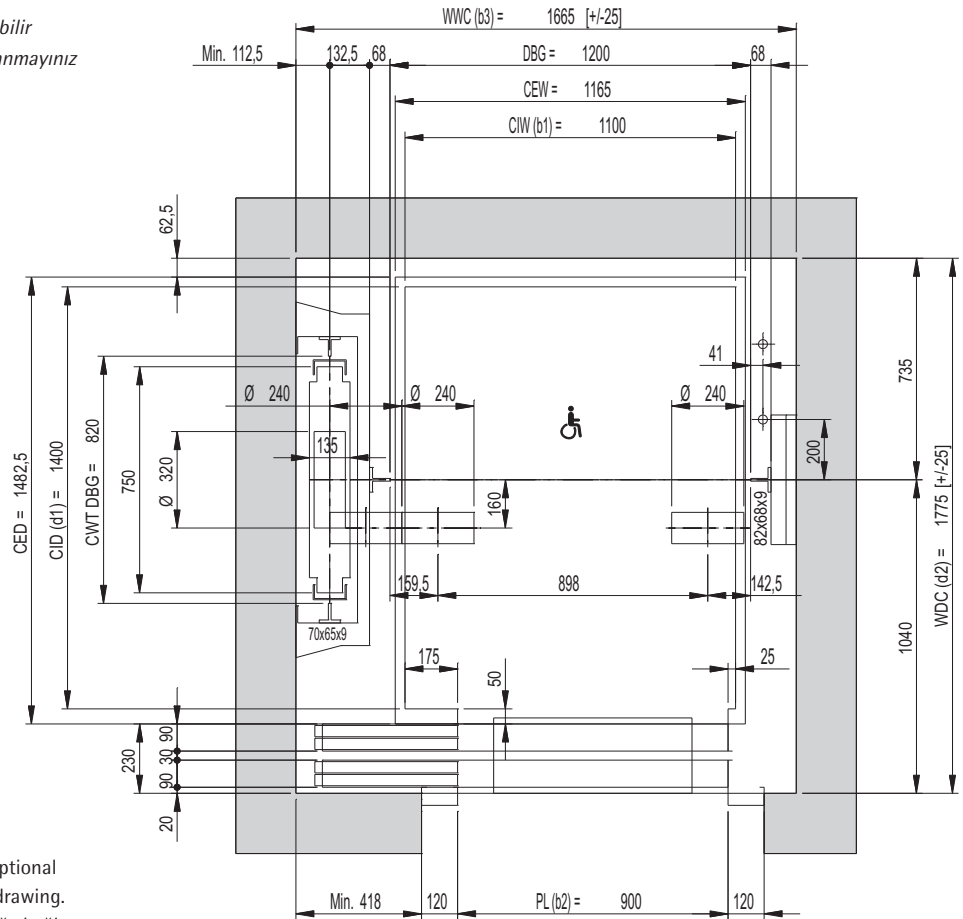 bilir
nmayınız
WWC (b3) = 1665 [+/-25]
Min. 112,5 132,5 68 DBG = 1200 68
CEW = 1165
CIW (b1) = 1100
62,5
CED = 1482,5
CID (d1) = 1400
CWT DBG = 820
750
Ø 320
Ø 240
135
Ø 240
Ø 240
41
200
735
160
82x68x9
159,5 898 142,5
70x65x9
175
50
25
1040
WDC (d2) = 1775 [+/-25]
230
90
30
90
20
ptional
drawing.
Min. 418 120 PL (b2) = 900 120